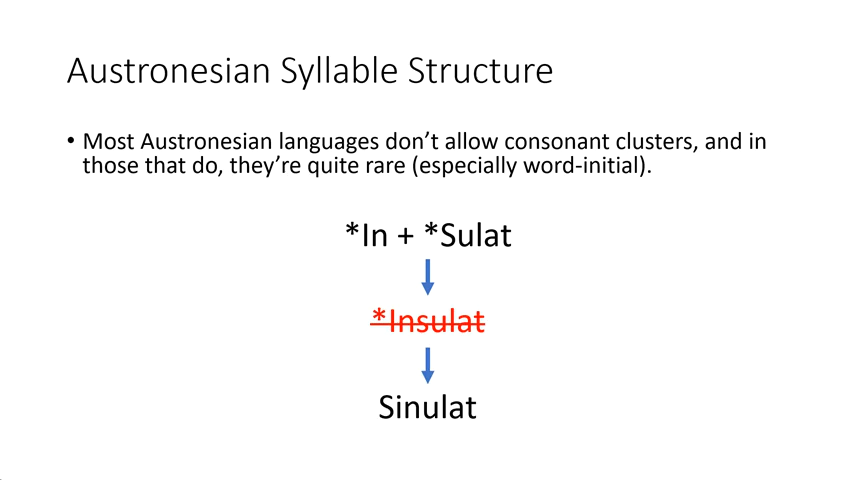 Austronesian Syllable Structure
• Most Austronesian languages don’t allow consonant clusters, and in
those that do, they’re quite rare (especially word-initial).
*In + *Sulat
*Insulat
Sinulat